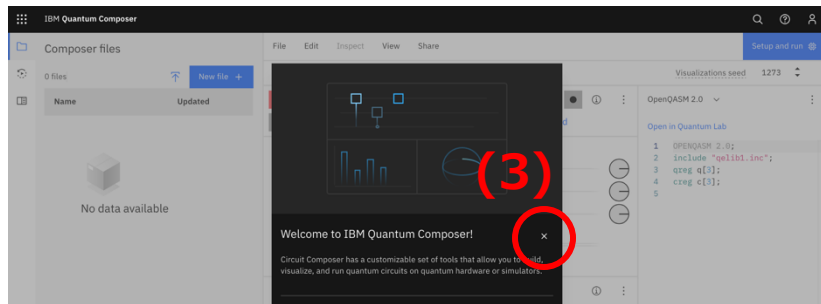 IBM Quantum Composer
Composer files
File Edit Inspect View Share
Setup and run
0 files
New file +
Visualizations seed 1273
Name Updated
OpenQASM 2.0
Open in Quantum Lab
1 OPENQASM 2.0;
2 include "qelib1.inc";
3 qreg q[3];
4 creg c[3];
5
(3)
No data available
Welcome to IBM Quantum Composer!
Circuit Composer has a customizable set of tools that allow you to build,
visualize, and run quantum circuits on quantum hardware or simulators.